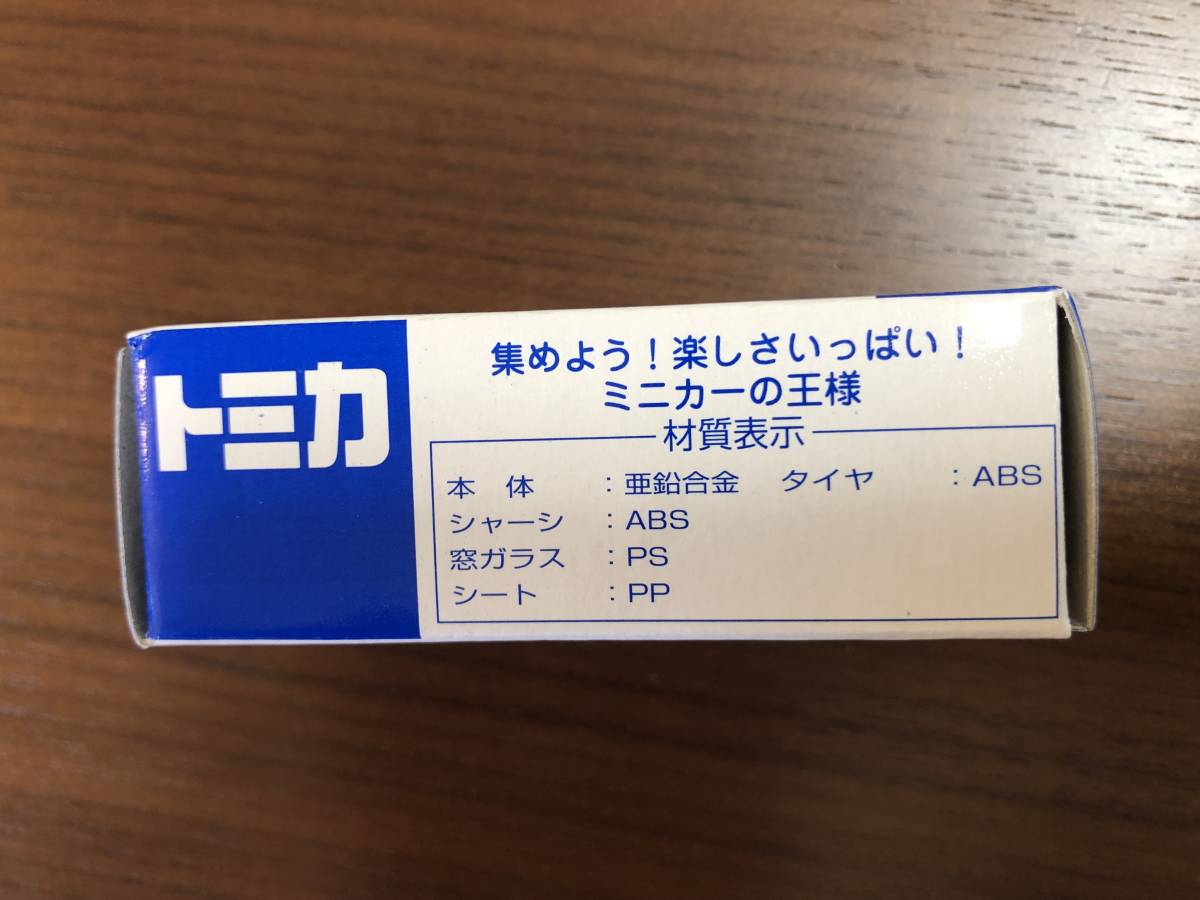 トミカ
集めよう!楽しさいっぱい!
ミニカーの王様
材質表示
本 体 : 亜鉛合金 タイヤ : ABS
シャーシ : ABS
窓ガラス : PS
シート : PP